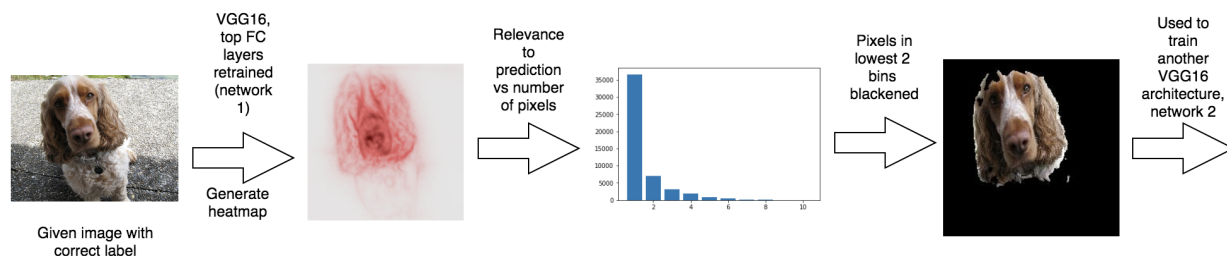 VGG16,
top FC
layers
retrained
(network
1)
Generate
heatmap
Given image with
correct label
Relevance
to
prediction
vs number
of pixels
35000
30000
25000
20000
15000
10000
5000
0
2
4
6
8
10
Pixels in
lowest 2
bins
blackened
Used to
train
another
VGG16
architecture,
network 2